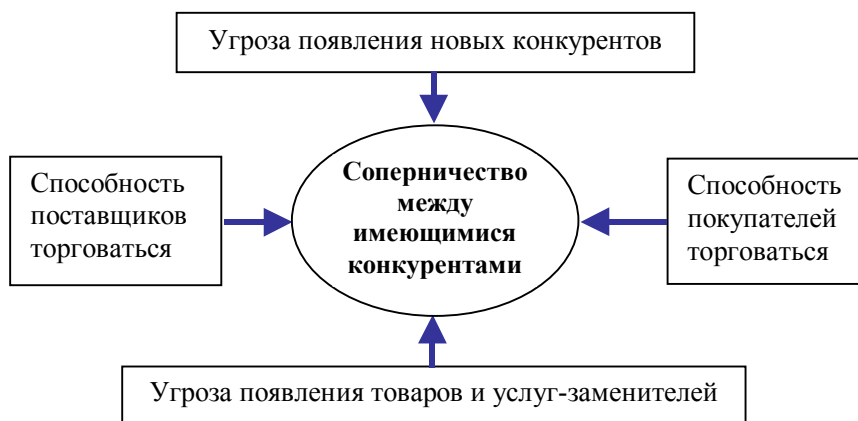 Угроза появления новых конкурентов
Способность
поставщиков
торговаться
Соперничество
между
имеющимися
конкурентами
Способность
покупателей
торговаться
Угроза появления товаров и услуг-заменителей